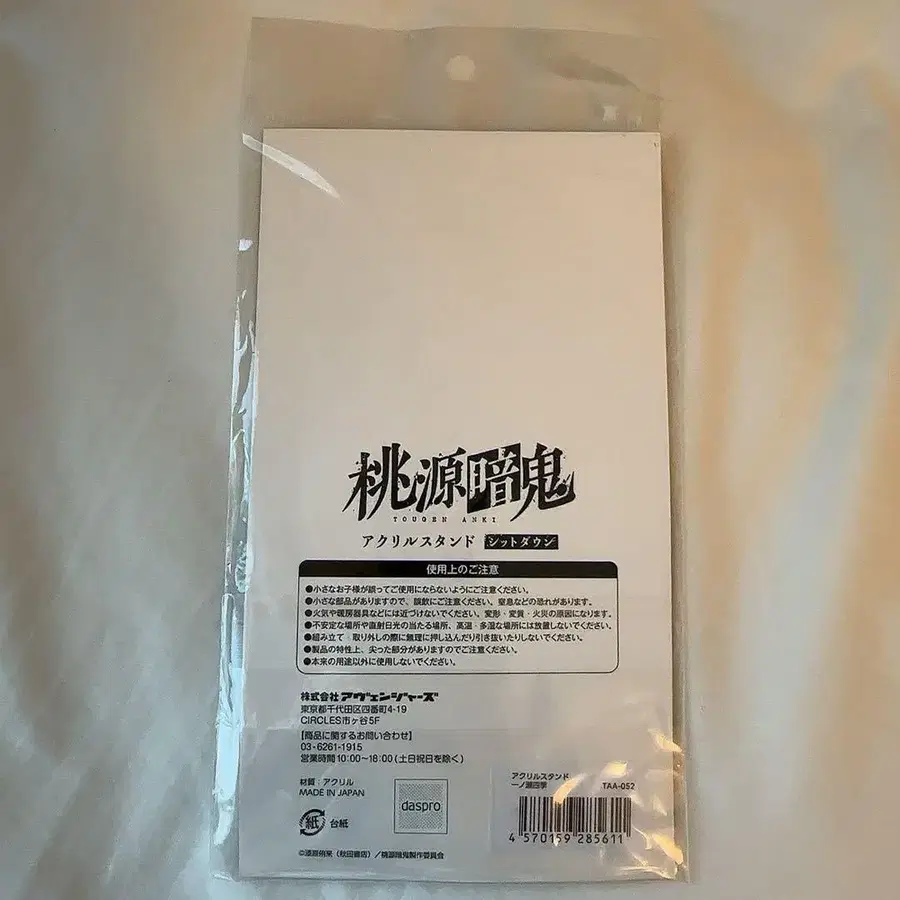 桃源暗鬼
TOUGEN ANKI
アクリルスタンド シットダウン
使用上のご注意
●小さなお子様が誤ってご使用にならないようにご注意ください。
●小さな部品がありますので、誤飲にご注意ください。窒息などの恐れがあります。
●火気や暖房器具などには近づけないでください。変形・変質・火災の原因になります。
●不安定な場所や直射日光の当たる場所、高温・多湿な場所には放置しないでください。
●組み立て・取り外しの際に無理に押し込んだり引き抜いたりしないでください。
●製品の特性上、尖った部分がありますのでご注意ください。
●本来の用途以外に使用しないでください。
株式会社アヴェンジャーズ
東京都千代田区四番町4-19
CIRCLES市ヶ谷5F
【商品に関するお問い合わせ】
03-6261-1915
営業時間10:00~18:00(土日祝日を除く)
材質:アクリル
MADE IN JAPAN
紙 台紙
daspro
アクリルスタンド
一ノ瀬四季 TAA-052
4 570159 285611
©漆原侑来(秋田書店)/桃源暗鬼製作委員会